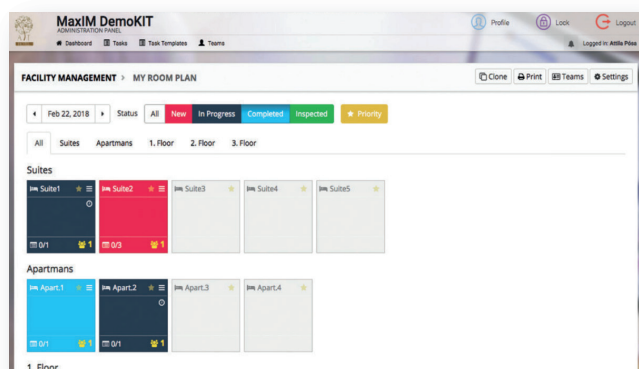 MaxIM DemoKIT
ADMINISTRATION PANEL
Profile
Lock
Logout
Dashboard Tasks Task Templates Teams
Logged in: Attila Póss
FACILITY MANAGEMENT > MY ROOM PLAN
Clone Print Teams Settings
Feb 22, 2018 Status All New In Progress Completed Inspected Priority
All Suites Apartmans 1. Floor 2. Floor 3. Floor
Suites
Suite1 Suite2 Suite3 Suite4 Suite5
0/1 1 0/3 1
Apartmans
Apart.1 Apart.2 Apart.3 Apart.4
0/1 1 0/1 1
1. Floor